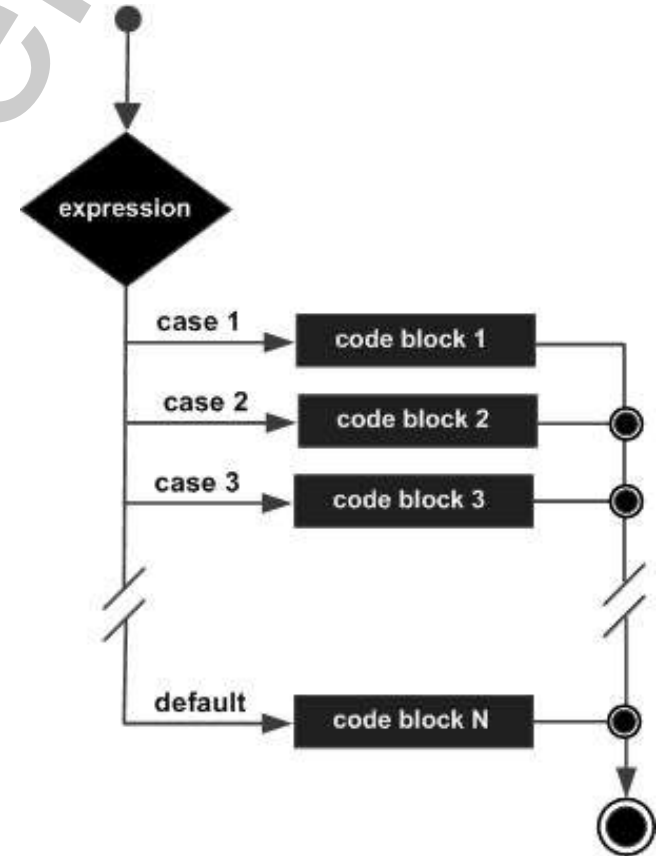 expression
case 1
code block 1
case 2
code block 2
case 3
code block 3
default
code block N